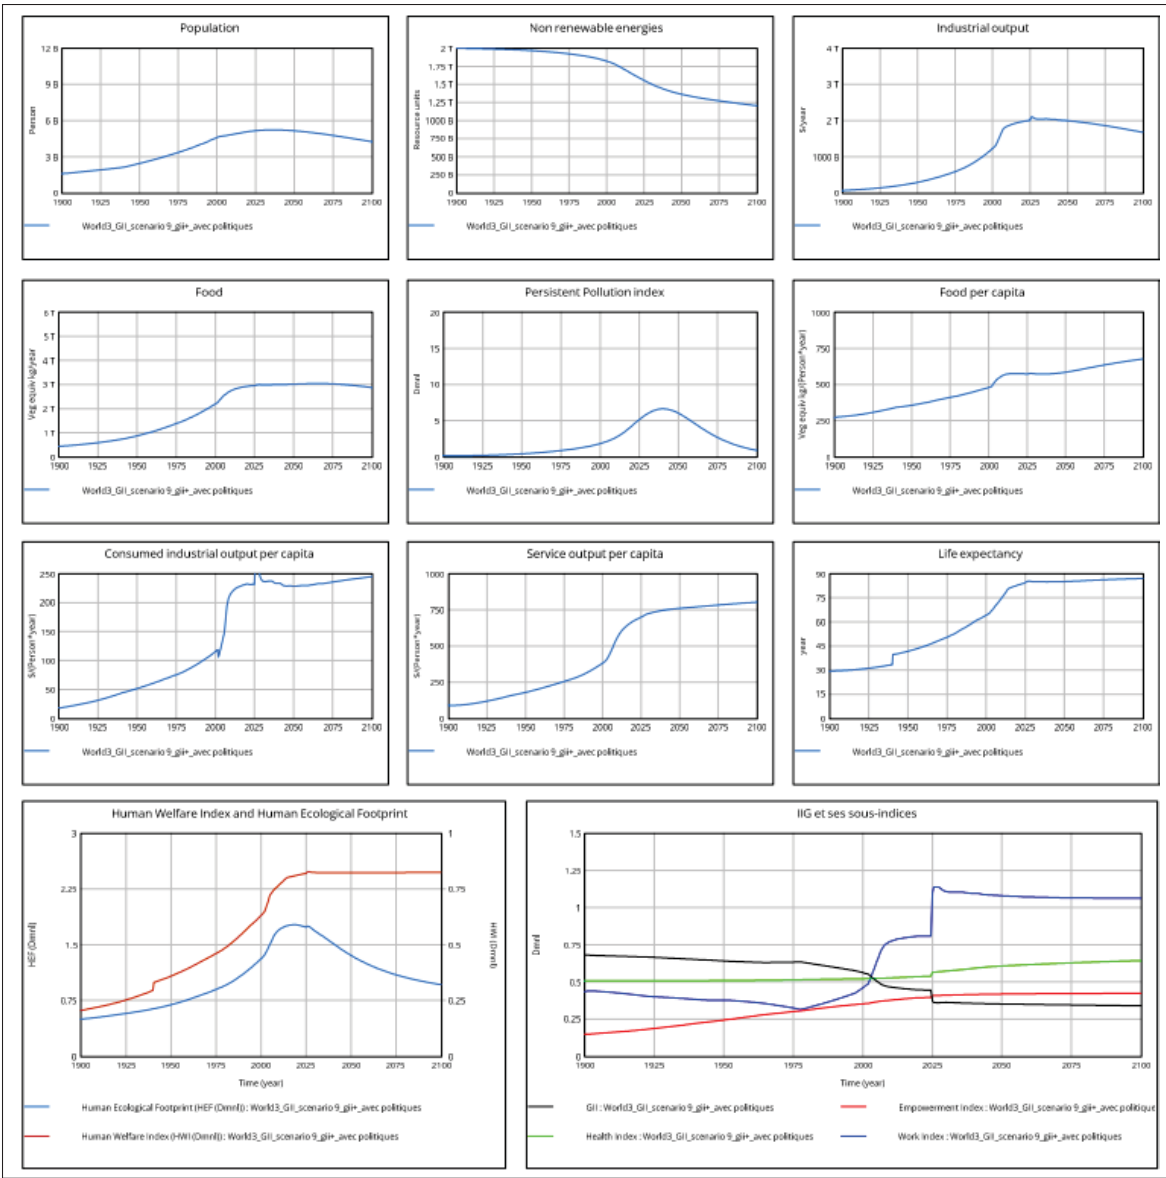 Population
Non renewable energies
Industrial output
12 B
9 B
6 B
3 B
0
Person
1900 1925 1950 1975 2000 2025 2050 2075 2100
World3_GII_scenario 9_gii+_avec politiques
2 T
1.75 T
1.5 T
1.25 T
1000 B
750 B
500 B
250 B
0
Resource units
1900 1925 1950 1975 2000 2025 2050 2075 2100
World3_GII_scenario 9_gii+_avec politiques
4 T
3 T
2 T
1000 B
0
$/year
1900 1925 1950 1975 2000 2025 2050 2075 2100
World3_GII_scenario 9_gii+_avec politiques
Food
Persistent Pollution index
Food per capita
6 T
5 T
4 T
3 T
2 T
1 T
0
Veg equiv kg/year
1900 1925 1950 1975 2000 2025 2050 2075 2100
World3_GII_scenario 9_gii+_avec politiques
20
15
10
5
0
Dmnl
1900 1925 1950 1975 2000 2025 2050 2075 2100
World3_GII_scenario 9_gii+_avec politiques
1000
750
500
250
1
Veg equiv kg/(Person*year)
1900 1925 1950 1975 2000 2025 2050 2075 2100
World3_GII_scenario 9_gii+_avec politiques
Consumed industrial output per capita
Service output per capita
Life expectancy
250
200
150
100
50
0
$/(Person*year)
1900 1925 1950 1975 2000 2025 2050 2075 2100
World3_GII_scenario 9_gii+_avec politiques
1000
750
500
250
0
$/(Person*year)
1900 1925 1950 1975 2000 2025 2050 2075 2100
World3_GII_scenario 9_gii+_avec politiques
90
75
60
45
30
15
0
year
1900 1925 1950 1975 2000 2025 2050 2075 2100
World3_GII_scenario 9_gii+_avec politiques
Human Welfare Index and Human Ecological Footprint
3
2.25
1.5
0.75
0
HEF (Dmnl)
1
0.75
0.5
0.25
0
HWI (Dmnl)
1900 1925 1950 1975 2000 2025 2050 2075 2100
Time (year)
Human Ecological Footprint (HEF (Dmnl)) : World3_GII_scenario 9_gii+_avec politiques
Human Welfare Index (HWI (Dmnl)) : World3_GII_scenario 9_gii+_avec politiques
IIG et ses sous-indices
1.5
1.25
1
0.75
0.5
0.25
0
Dmnl
1900 1925 1950 1975 2000 2025 2050 2075 2100
Time (year)
GII : World3_GII_scenario 9_gii+_avec politiques
Empowerment Index : World3_GII_scenario 9_gii+_avec politique
Health Index : World3_GII_scenario 9_gii+_avec politiques
Work Index : World3_GII_scenario 9_gii+_avec politiques